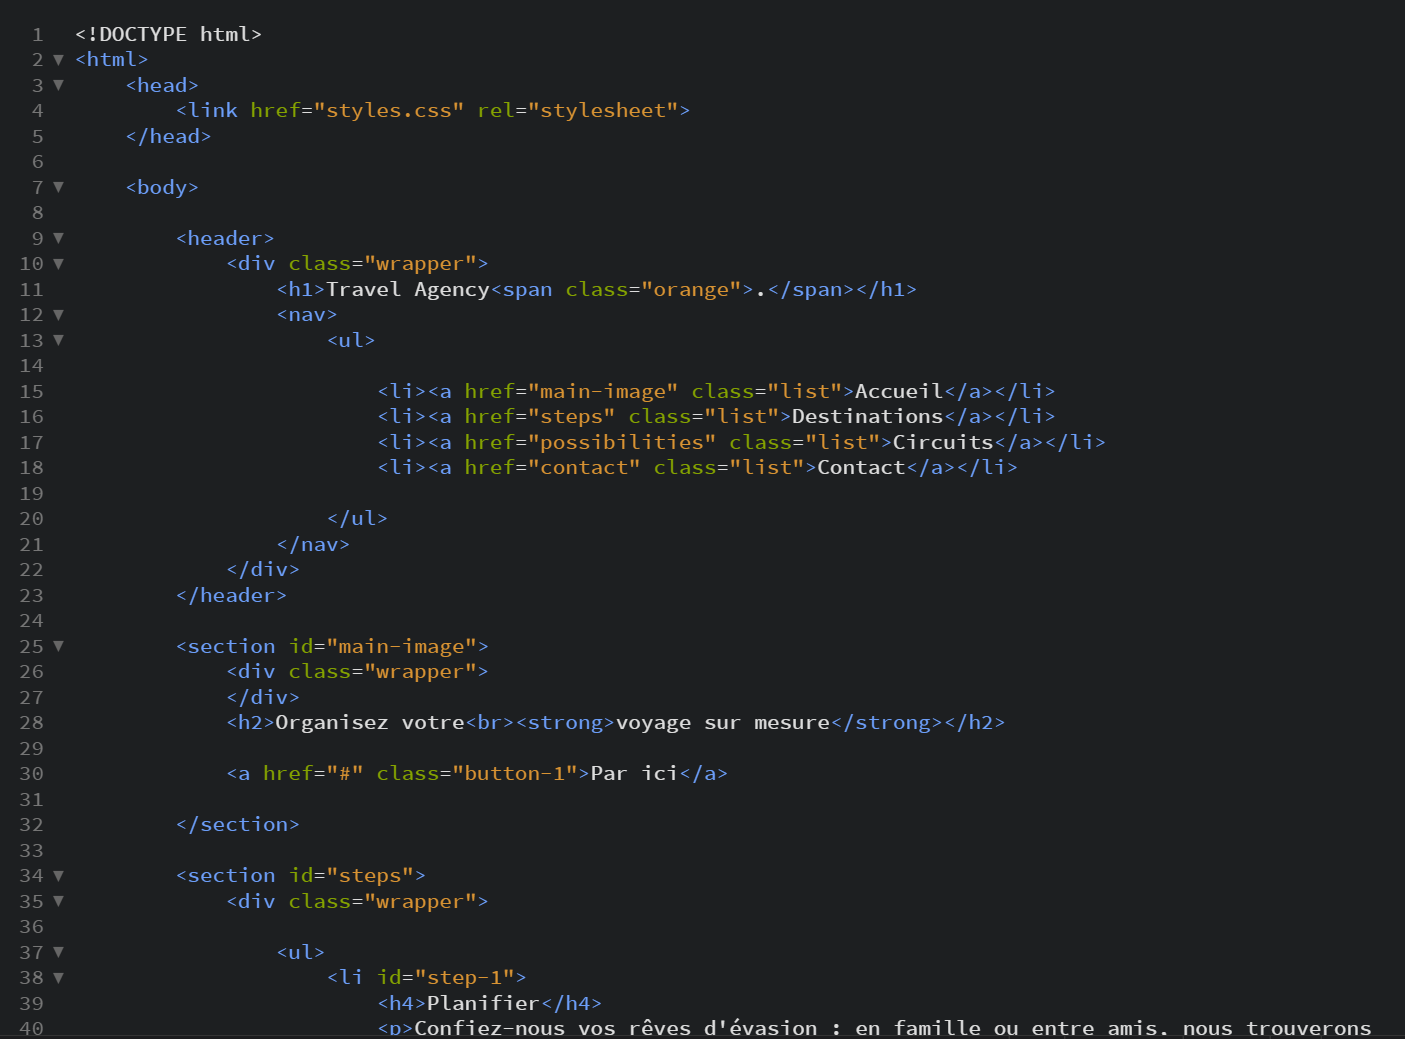 1 <!DOCTYPE html>
2 ▼ <html>
3 ▼ <head>
4 <link href="styles.css" rel="stylesheet">
5 </head>
6
7 ▼ <body>
8
9 ▼ <header>
10 ▼ <div class="wrapper">
11 <h1>Travel Agency<span class="orange">.</span></h1>
12 ▼ <nav>
13 ▼ <ul>
14
15 <li><a href="main-image" class="list">Accueil</a></li>
16 <li><a href="steps" class="list">Destinations</a></li>
17 <li><a href="possibilities" class="list">Circuits</a></li>
18 <li><a href="contact" class="list">Contact</a></li>
19
20 </ul>
21 </nav>
22 </div>
23 </header>
24
25 ▼ <section id="main-image">
26 <div class="wrapper">
27 </div>
28 <h2>Organisez votre<br><strong>voyage sur mesure</strong></h2>
29
30 <a href="#" class="button-1">Par ici</a>
31
32 </section>
33
34 ▼ <section id="steps">
35 ▼ <div class="wrapper">
36
37 ▼ <ul>
38 ▼ <li id="step-1">
39 <h4>Planifier</h4>
40 <p>Confiez-nous vos rêves d'évasion : en famille ou entre amis, nous trouverons